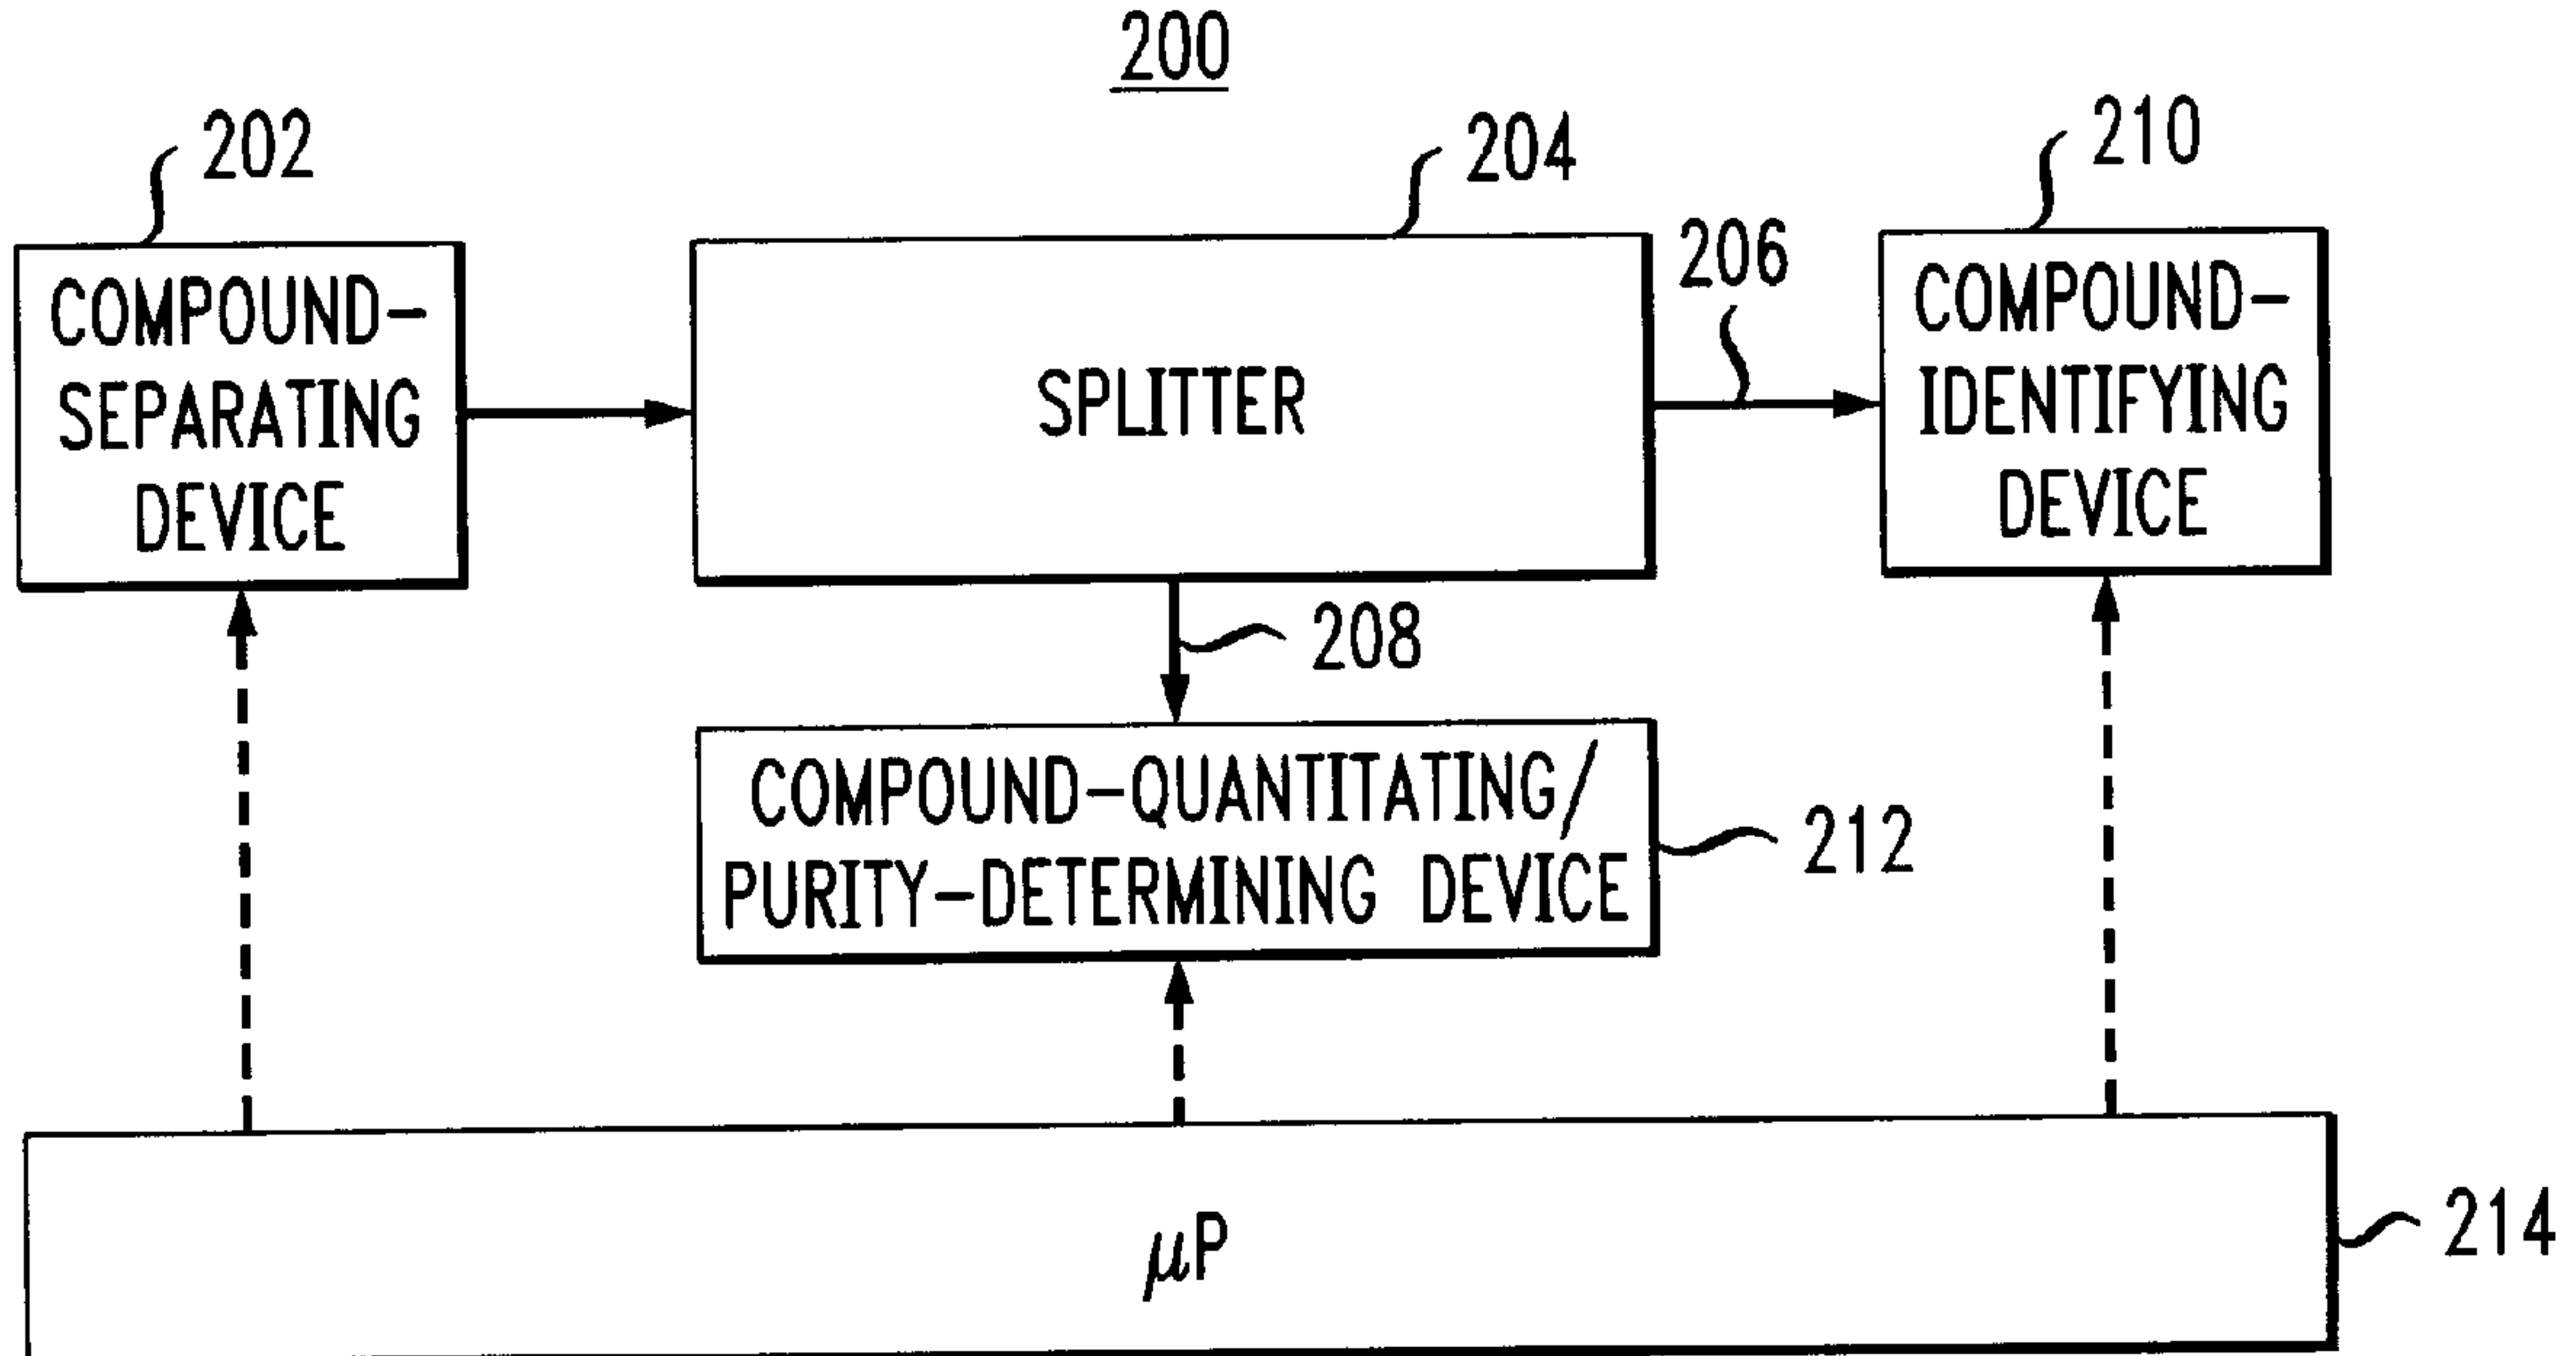 200
202
204
210
206
COMPOUND-
SEPARATING
DEVICE
SPLITTER
COMPOUND-
IDENTIFYING
DEVICE
208
COMPOUND-QUANTITATING/
PURITY-DETERMINING DEVICE
212
μP
214